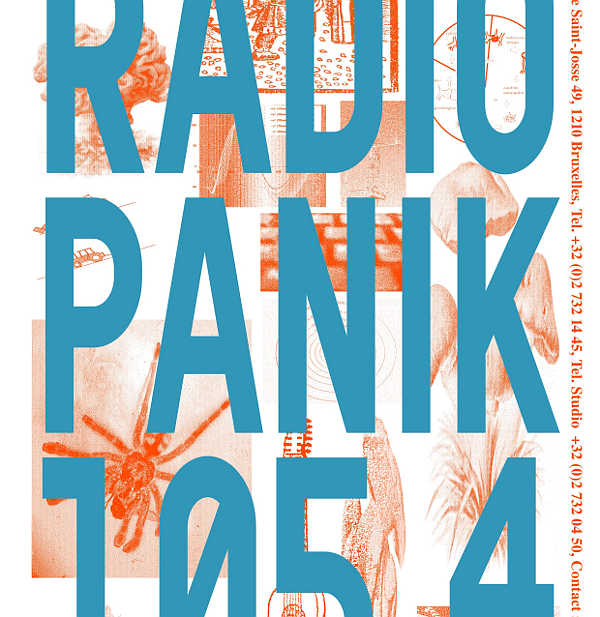 RADIO
PANIK
105.4
e Saint-Josse 49, 1210 Bruxelles, Tel. +32 (0)2 732 14 45, Tel. Studio +32 (0)2 732 04 50, Contact